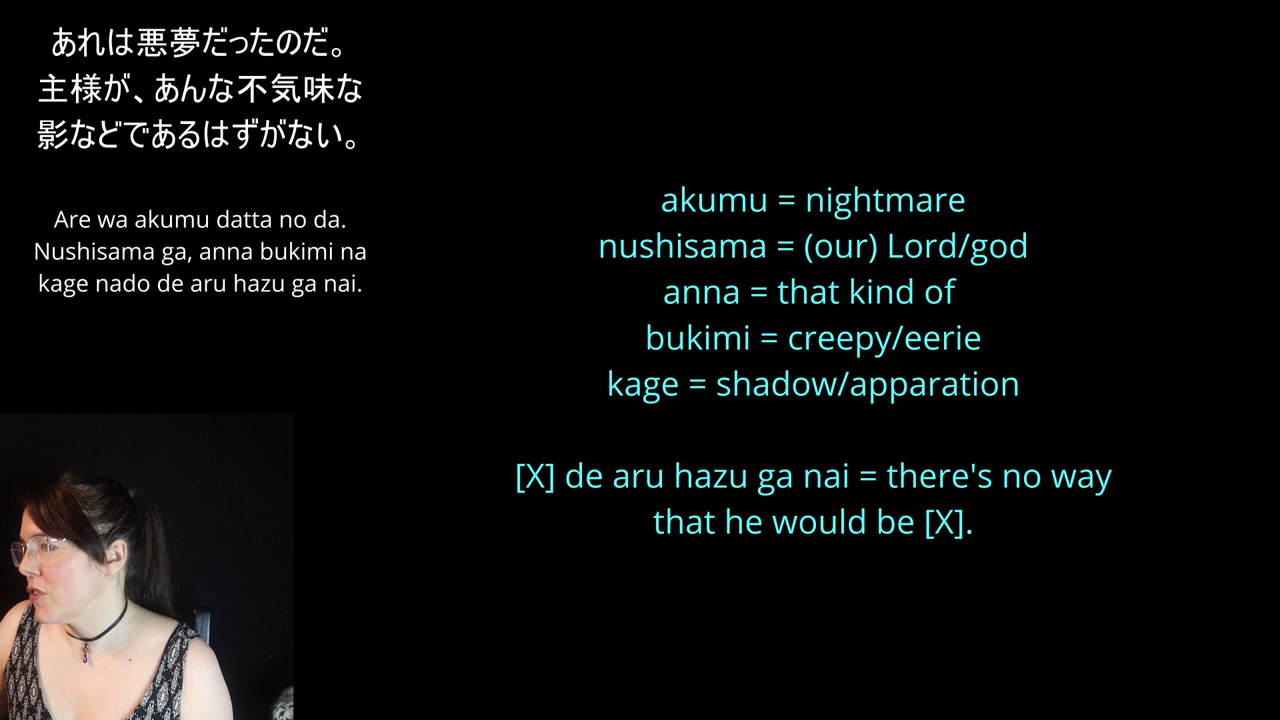 あれは悪夢だったのだ。
主様が、あんな不気味な
影などであるはずがない。
Are wa akumu datta no da.
Nushisama ga, anna bukimi na
kage nado de aru hazu ga nai.
akumu = nightmare
nushisama = (our) Lord/god
anna = that kind of
bukimi = creepy/eerie
kage = shadow/apparation
[X] de aru hazu ga nai = there's no way
that he would be [X].